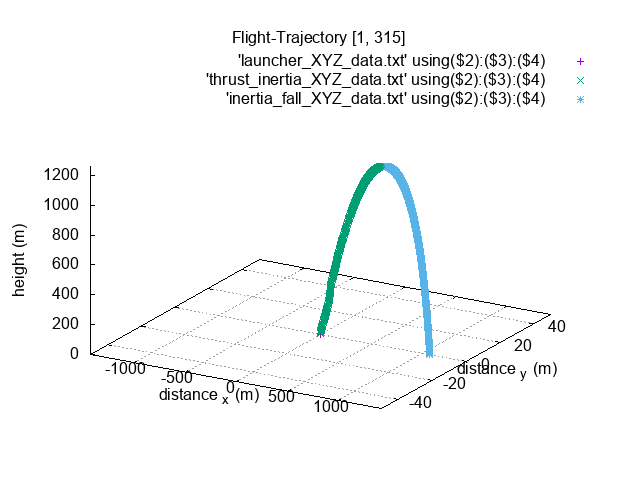 Flight-Trajectory [1, 315]
'launcher_XYZ_data.txt' using($2):($3):($4)
'thrust_inertia_XYZ_data.txt' using($2):($3):($4)
'inertia_fall_XYZ_data.txt' using($2):($3):($4)
1200
1000
800
600
400
200
0
height (m)
-1000
-500
0
500
1000
distance x (m)
-40
-20
0
20
40
distance y (m)